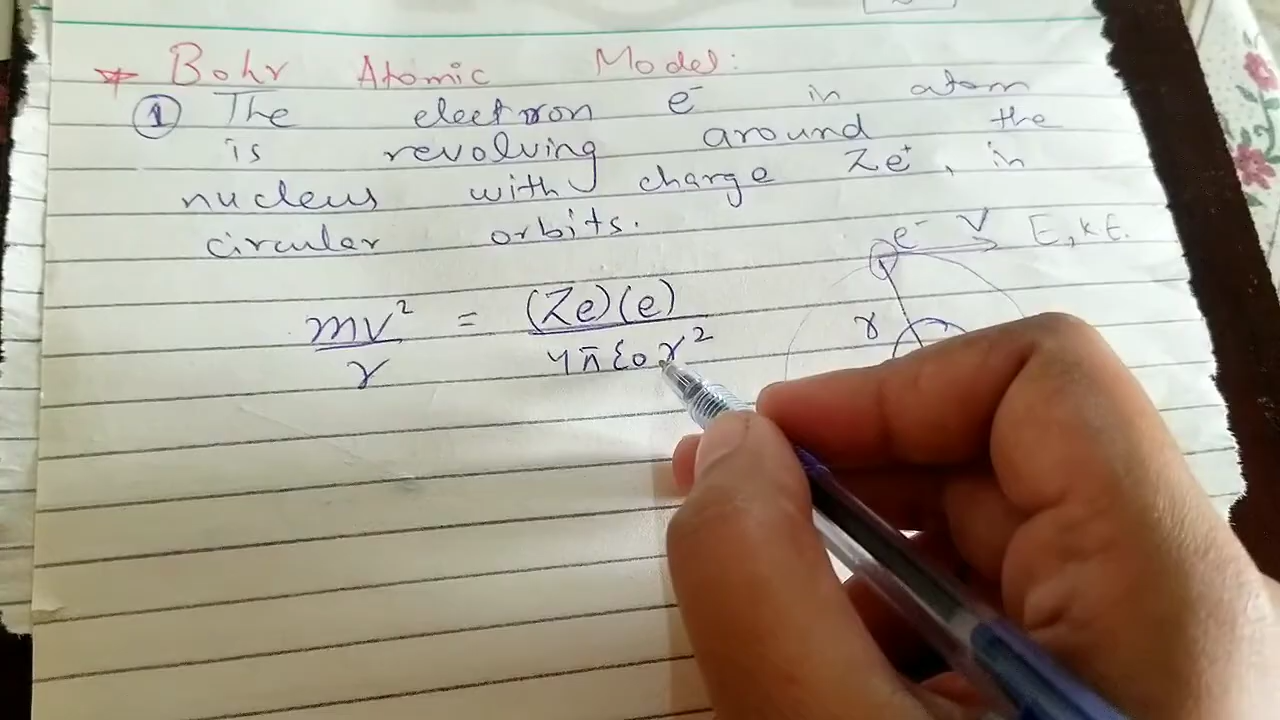 * Bohr Atomic Model:
① The electron e⁻ in atom
is revolving around the
nucleus with charge Ze⁺, in
circular orbits.
e⁻ V E, K.E.
mv²/r = (Ze)(e)/4πε₀r²
r